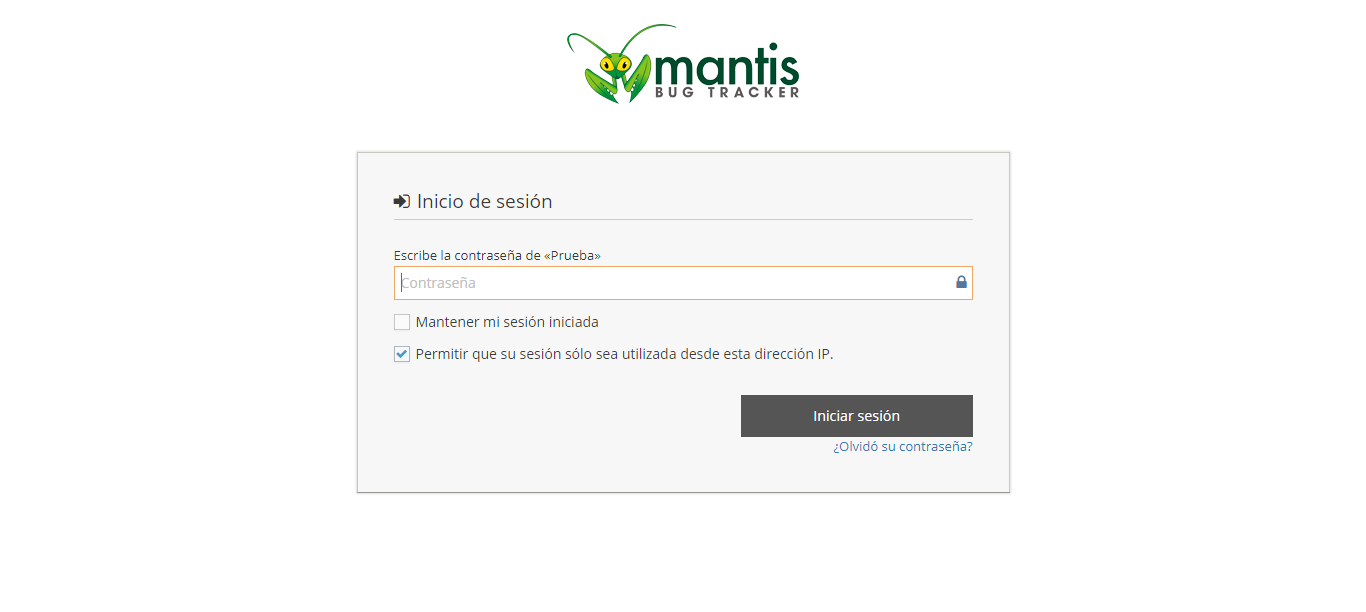 mantis
BUG TRACKER
Inicio de sesión
Escribe la contraseña de «Prueba»
Contraseña
Mantener mi sesión iniciada
Permitir que su sesión sólo sea utilizada desde esta dirección IP.
Iniciar sesión
¿Olvidó su contraseña?